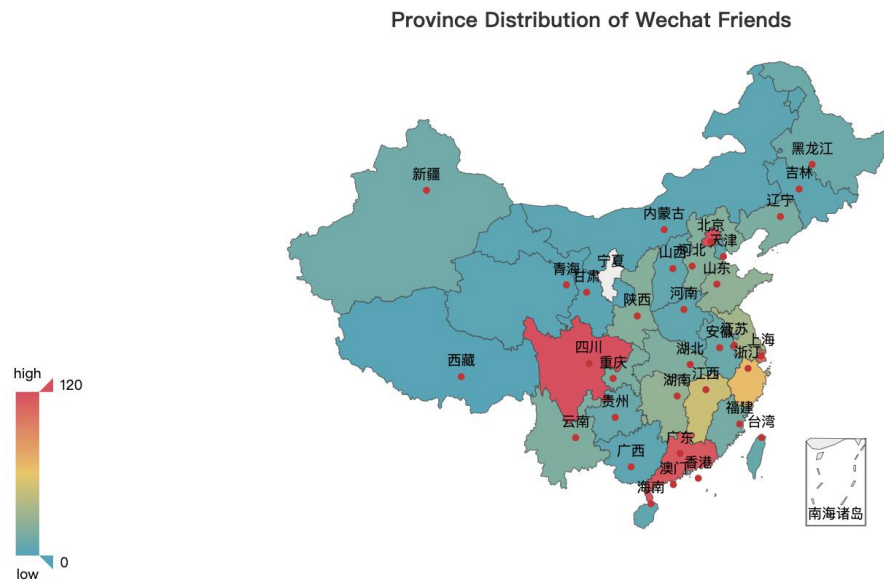 Province Distribution of Wechat Friends
黑龙江
吉林
新疆
辽宁
内蒙古
北京
天津
山西
河北
宁夏
青海
甘肃
山东
陕西
河南
安徽
江苏
上海
浙江
湖北
四川
重庆
西藏
江西
湖南
贵州
福建
云南
台湾
广东
广西
澳门
香港
海南
南海诸岛
high
120
0
low